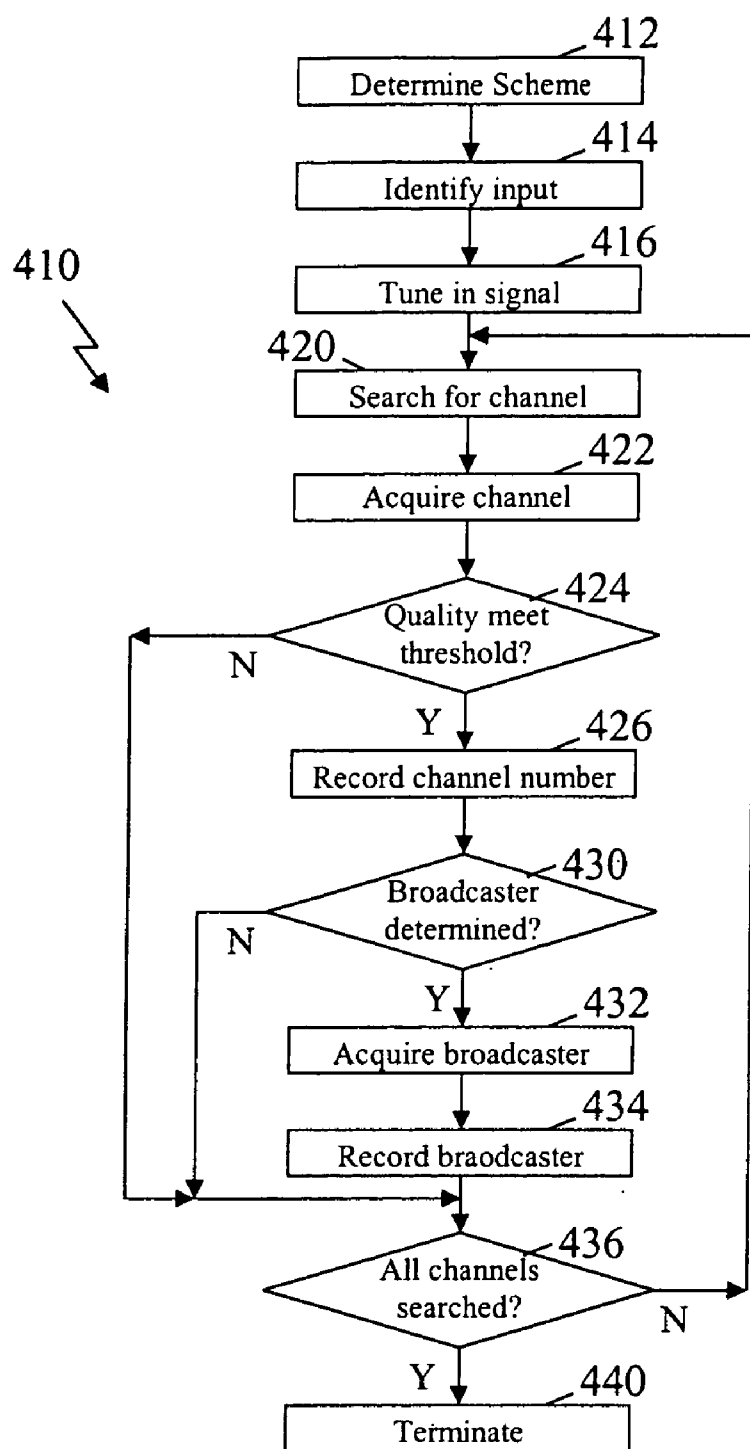 412
Determine Scheme
414
Identify input
410
416
Tune in signal
420
Search for channel
422
Acquire channel
424
Quality meet
threshold?
N
Y
426
Record channel number
430
Broadcaster
determined?
N
Y
432
Acquire broadcaster
434
Record braodcaster
436
All channels
searched?
N
Y
440
Terminate